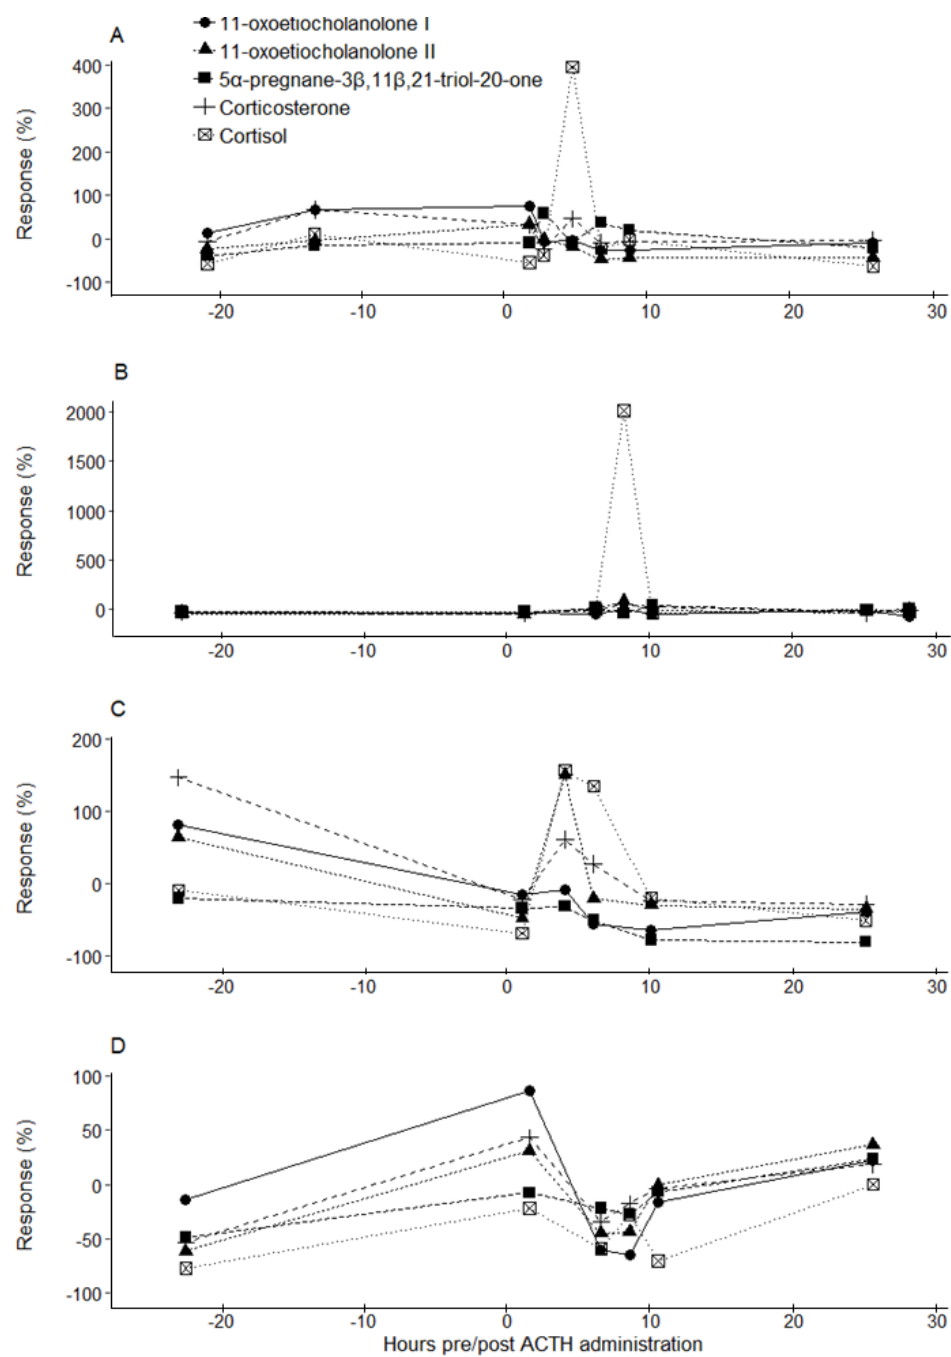 A
11-oxoetiocholanolone I
11-oxoetiocholanolone II
5α-pregnane-3β,11β,21-triol-20-one
Corticosterone
Cortisol
Response (%)
400
300
200
100
0
-100
-20 -10 0 10 20 30
B
Response (%)
2000
1500
1000
500
0
-20 -10 0 10 20 30
C
Response (%)
200
100
0
-100
-20 -10 0 10 20 30
D
Response (%)
100
50
0
-50
-100
-20 -10 0 10 20 30
Hours pre/post ACTH administration